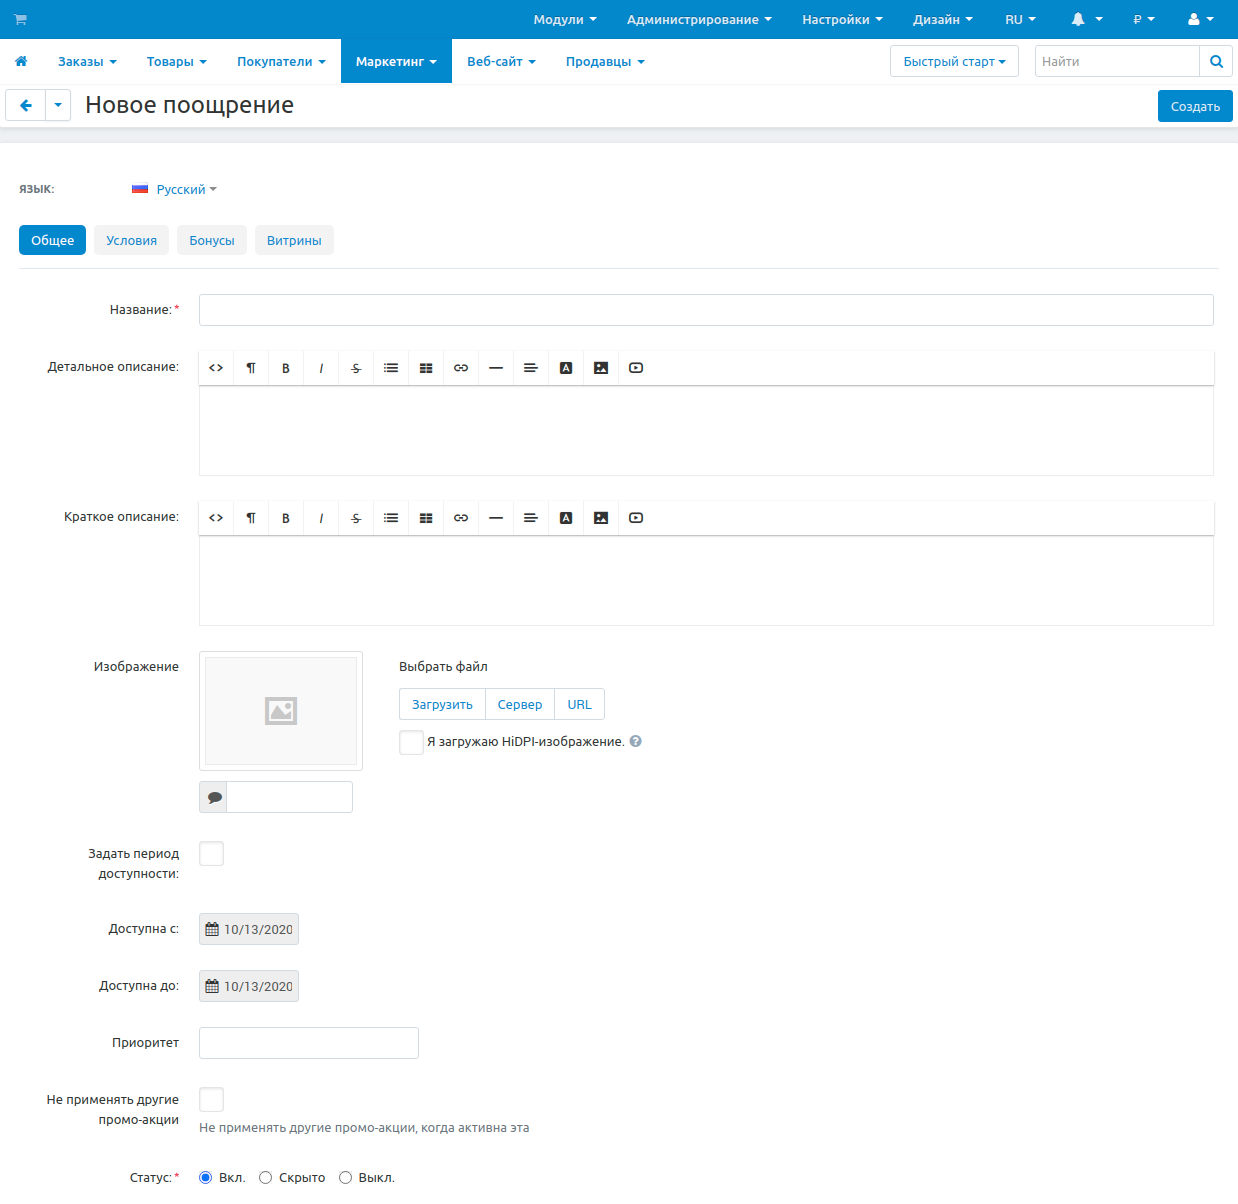 Модули Администрирование Настройки Дизайн RU ₽
Заказы Товары Покупатели Маркетинг Веб-сайт Продавцы Быстрый старт Найти
Новое поощрение Создать
ЯЗЫК: Русский
Общее Условия Бонусы Витрины
Название: *
Детальное описание: <> ¶ B I S A
Краткое описание: <> ¶ B I S A
Изображение Выбрать файл
Загрузить Сервер URL
Я загружаю HiDPI-изображение. ?
Задать период
доступности:
Доступна с: 10/13/2020
Доступна до: 10/13/2020
Приоритет
Не применять другие
промо-акции
Не применять другие промо-акции, когда активна эта
Статус: * Вкл. Скрыто Выкл.